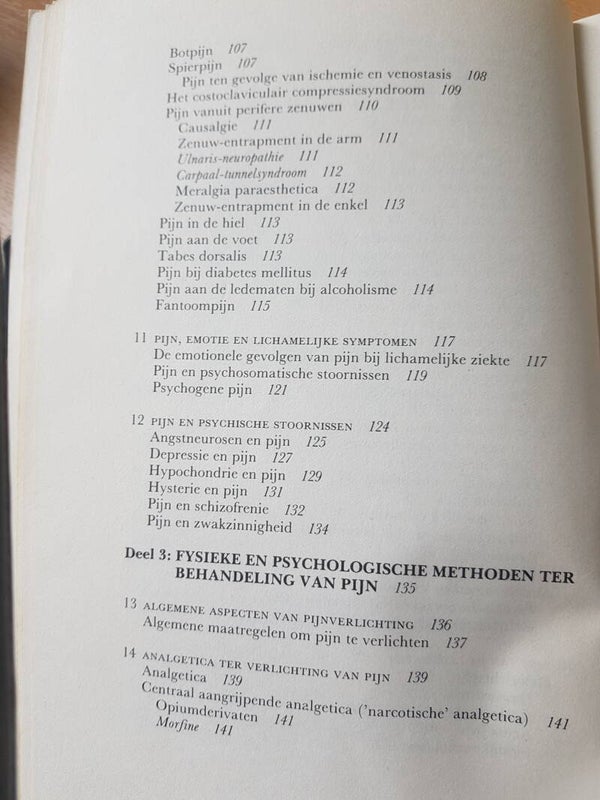 Botpijn 107
Spierpijn 107
Pijn ten gevolge van ischemie en venostasis 108
Het costoclaviculair compressiesyndroom 109
Pijn vanuit perifere zenuwen 110
Causalgie 111
Zenuw-entrapment in de arm 111
Ulnaris-neuropathie 111
Carpaal-tunnelsyndroom 112
Meralgia paraesthetica 112
Zenuw-entrapment in de enkel 113
Pijn in de hiel 113
Pijn aan de voet 113
Tabes dorsalis 113
Pijn bij diabetes mellitus 114
Pijn aan de ledematen bij alcoholisme 114
Fantoompijn 115
11 PIJN, EMOTIE EN LICHAMELIJKE SYMPTOMEN 117
De emotionele gevolgen van pijn bij lichamelijke ziekte 117
Pijn en psychosomatische stoornissen 119
Psychogene pijn 121
12 PIJN EN PSYCHISCHE STOORNISSEN 124
Angstneurosen en pijn 125
Depressie en pijn 127
Hypochondrie en pijn 129
Hysterie en pijn 131
Pijn en schizofrenie 132
Pijn en zwakzinnigheid 134
Deel 3: FYSIEKE EN PSYCHOLOGISCHE METHODEN TER
BEHANDELING VAN PIJN 135
13 ALGEMENE ASPECTEN VAN PIJNVERLICHTING 136
Algemene maatregelen om pijn te verlichten 137
14 ANALGETICA TER VERLICHTING VAN PIJN 139
Analgetica 139
Centraal aangrijpende analgetica ('narcotische' analgetica) 141
Opiumderivaten 141
Morfine 141